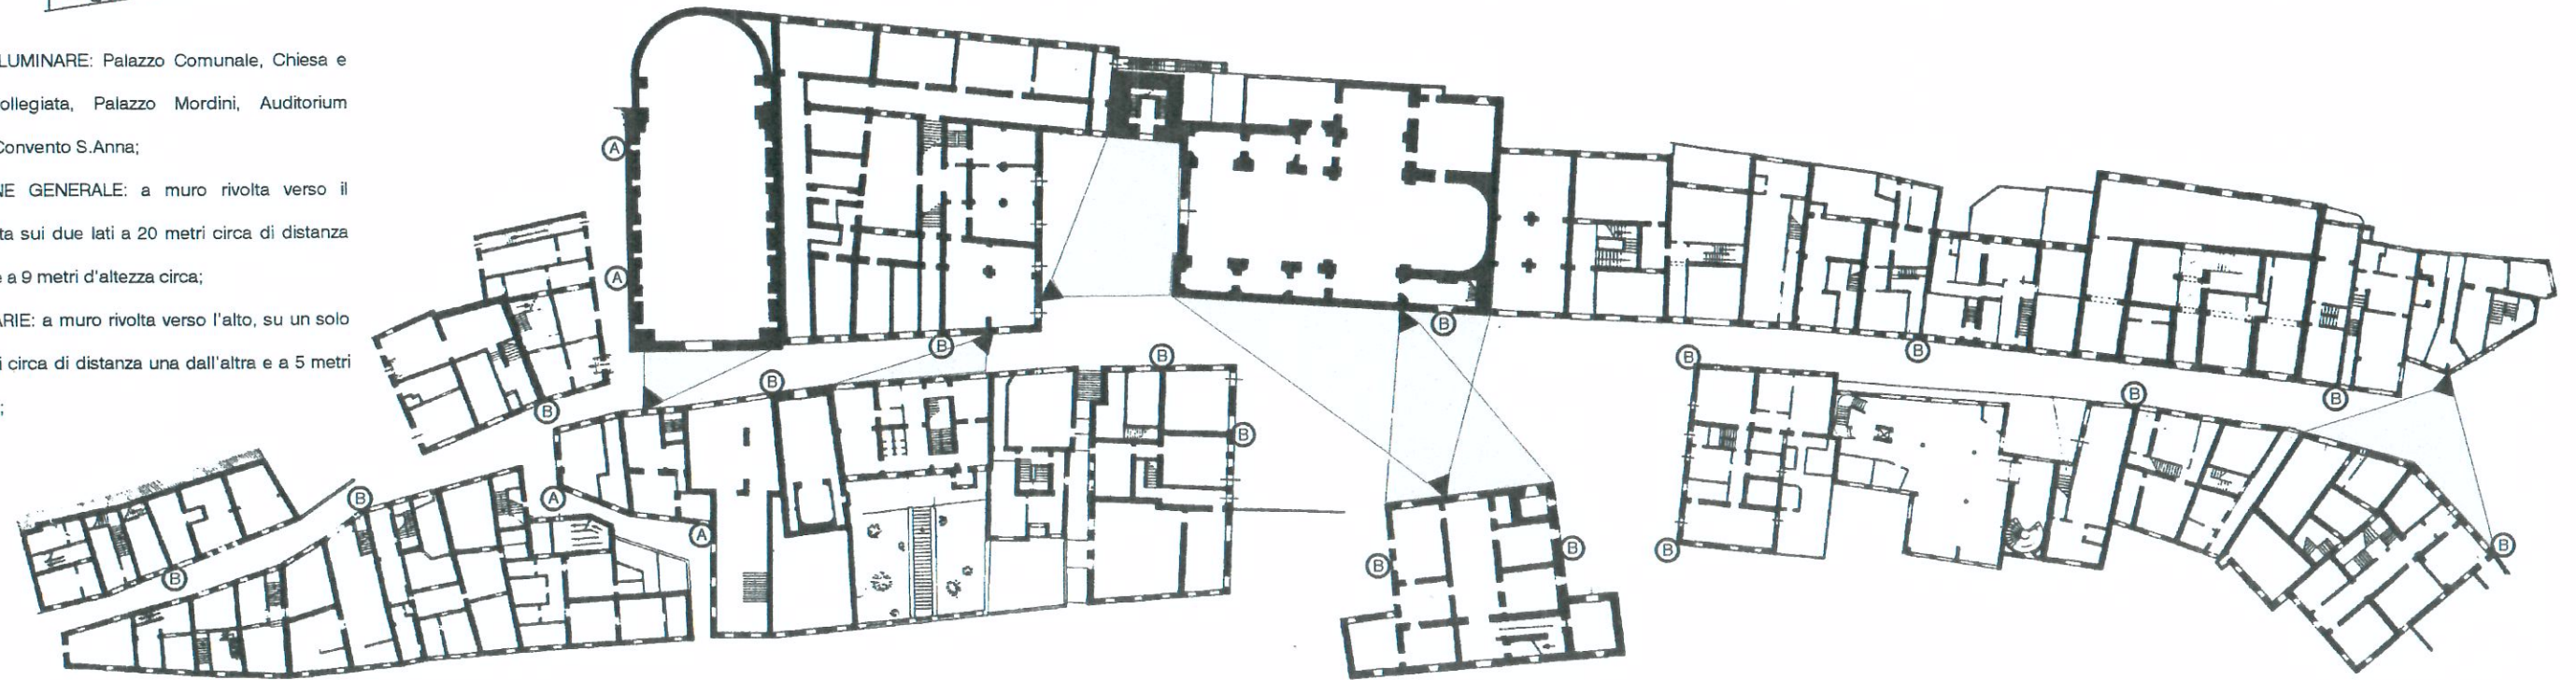 LUMINARE: Palazzo Comunale, Chiesa e
ollegiata, Palazzo Mordini, Auditorium
Convento S.Anna;
NE GENERALE: a muro rivolta verso il
ta sui due lati a 20 metri circa di distanza
e a 9 metri d'altezza circa;
ARIE: a muro rivolta verso l'alto, su un solo
i circa di distanza una dall'altra e a 5 metri
;
A
A
B
B
B
B
B
B
B
B
B
B
B
A
A
B
B
B
B
B
B